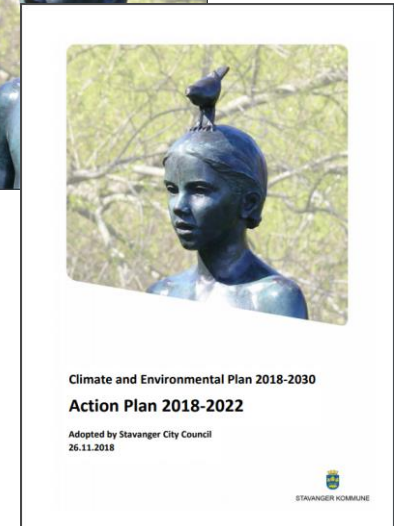 Climate and Environmental Plan 2018-2030
Action Plan 2018-2022
Adopted by Stavanger City Council
26.11.2018
STAVANGER KOMMUNE